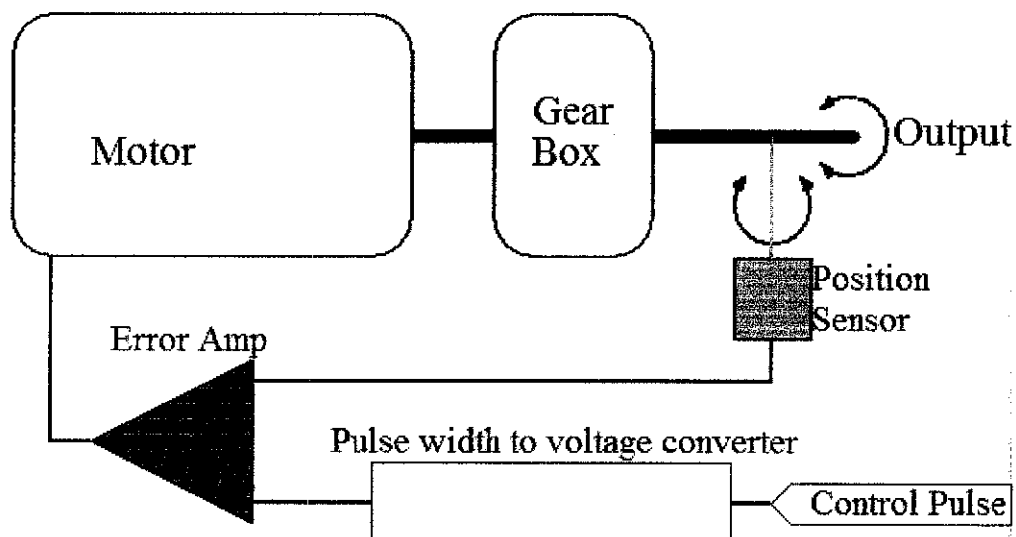 Motor
Gear
Box
Output
Position
Sensor
Error Amp
Pulse width to voltage converter
Control Pulse